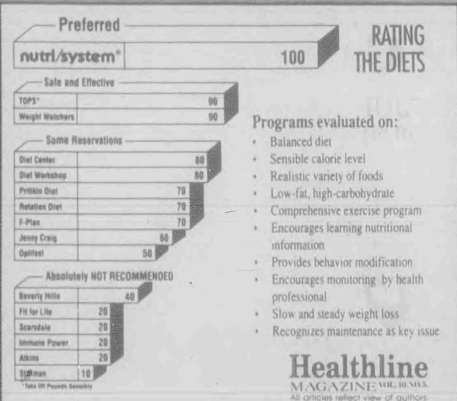 Preferred
nutri/system* 100
Safe and Effective
TOPS* 90
Weight Watchers 90
Some Reservations
Diet Center 80
Diet Workshop 80
Pritikin Diet 70
Rotation Diet 70
F-Plan 70
Jenny Craig 60
Optifast 50
Absolutely NOT RECOMMENDED
Beverly Hills 40
Fit for Life 20
Scarsdale 20
Immune Power 20
Atkins 20
Stillman 10
*Take Off Pounds Sensibly
RATING
THE DIETS
Programs evaluated on:
• Balanced diet
• Sensible calorie level
• Realistic variety of foods
• Low-fat, high-carbohydrate
• Comprehensive exercise program
• Encourages learning nutritional
information
• Provides behavior modification
• Encourages monitoring by health
professional
• Slow and steady weight loss
• Recognizes maintenance as key issue
Healthline
MAGAZINE VOL. 10, NO.
All articles reflect view of authors